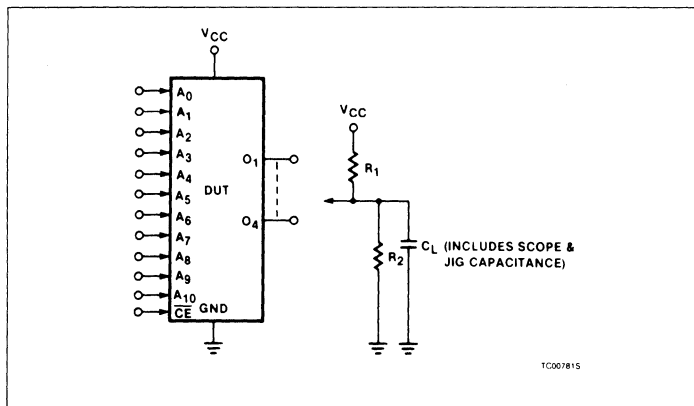 VCC
A0
A1
A2
A3
A4
A5
A6
A7
A8
A9
A10
CE
GND
DUT
O1
O4
VCC
R1
R2
CL (INCLUDES SCOPE &
JIG CAPACITANCE)
TC00781S